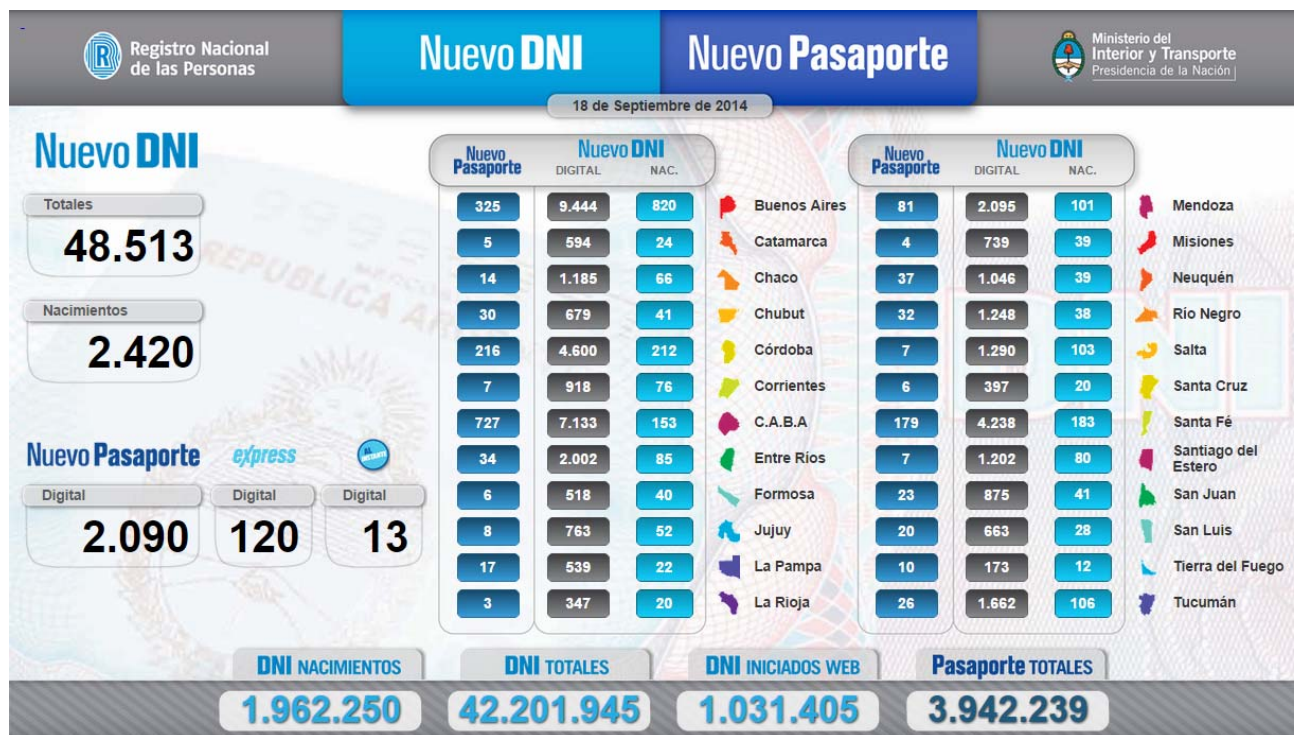 Registro Nacional
de las Personas
Nuevo DNI
Nuevo Pasaporte
Ministerio del
Interior y Transporte
Presidencia de la Nación
18 de Septiembre de 2014
Nuevo DNI
Totales
48.513
Nacimientos
2.420
Nuevo Pasaporte express AL INSTANTE
Digital Digital Digital
2.090 120 13
Nuevo Pasaporte Nuevo DNI
DIGITAL NAC.
325 9.444 820 Buenos Aires
5 594 24 Catamarca
14 1.185 66 Chaco
30 679 41 Chubut
216 4.600 212 Córdoba
7 918 76 Corrientes
727 7.133 153 C.A.B.A
34 2.002 85 Entre Ríos
6 518 40 Formosa
8 763 52 Jujuy
17 539 22 La Pampa
3 347 20 La Rioja
Nuevo Pasaporte Nuevo DNI
DIGITAL NAC.
81 2.095 101 Mendoza
4 739 39 Misiones
37 1.046 39 Neuquén
32 1.248 38 Río Negro
7 1.290 103 Salta
6 397 20 Santa Cruz
179 4.238 183 Santa Fé
7 1.202 80 Santiago del Estero
23 875 41 San Juan
20 663 28 San Luis
10 173 12 Tierra del Fuego
26 1.662 106 Tucumán
DNI NACIMIENTOS DNI TOTALES DNI INICIADOS WEB Pasaporte TOTALES
1.962.250 42.201.945 1.031.405 3.942.239